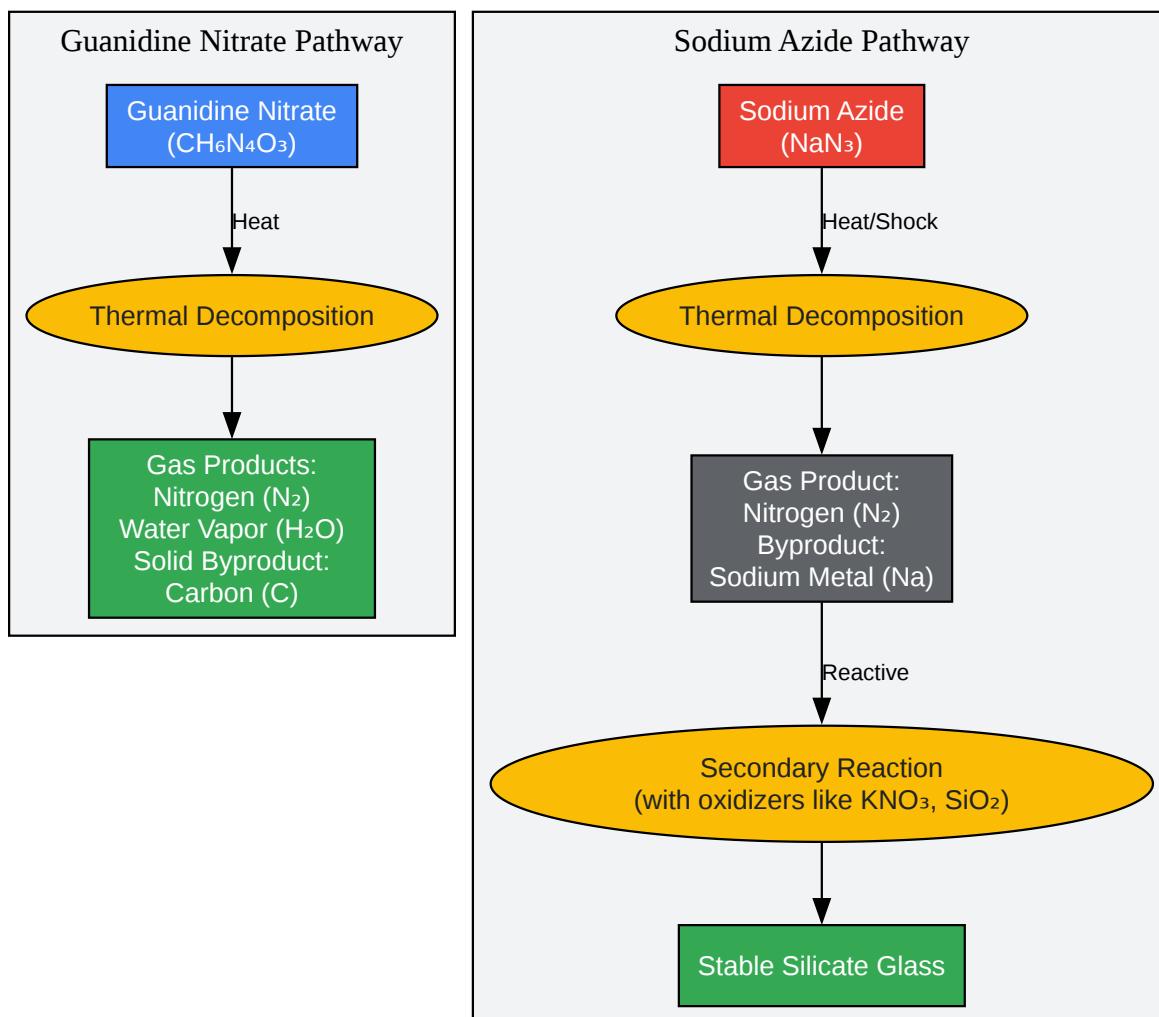 Guanidine Nitrate Pathway
Guanidine Nitrate
(CH₆N₄O₃)
Heat
Thermal Decomposition
Gas Products:
Nitrogen (N₂)
Water Vapor (H₂O)
Solid Byproduct:
Carbon (C)
Sodium Azide Pathway
Sodium Azide
(NaN₃)
Heat/Shock
Thermal Decomposition
Gas Product:
Nitrogen (N₂)
Byproduct:
Sodium Metal (Na)
Reactive
Secondary Reaction
(with oxidizers like KNO₃, SiO₂)
Stable Silicate Glass